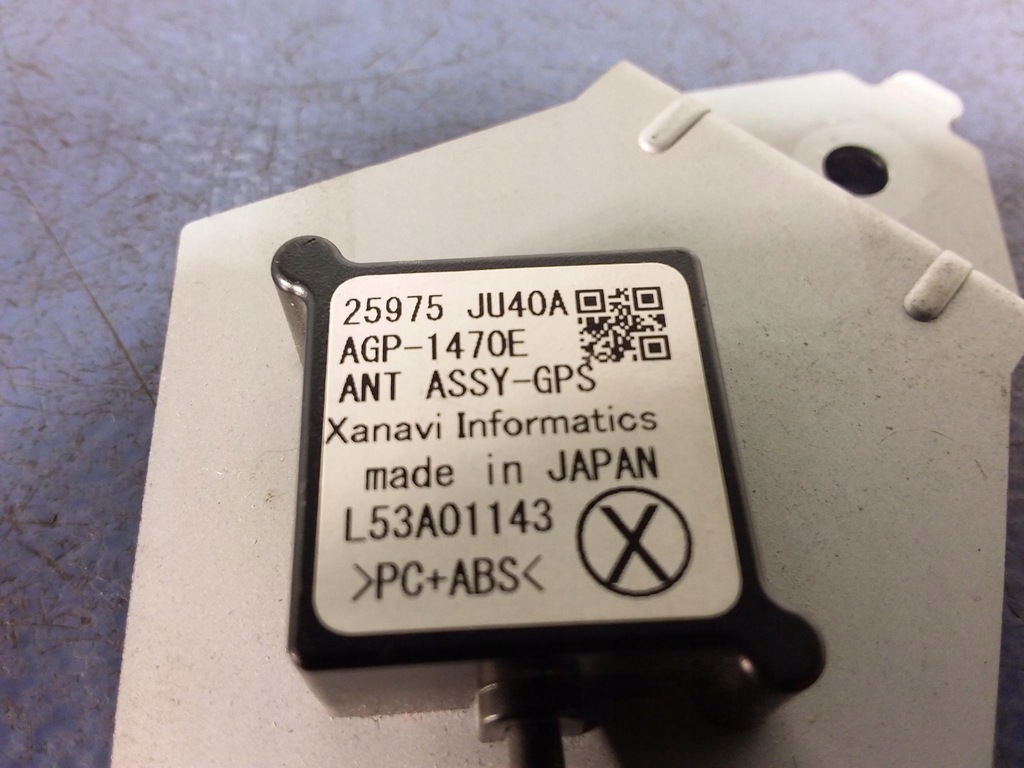 25975 JU40A
AGP-1470E
ANT ASSY-GPS
Xanavi Informatics
made in JAPAN
L53A01143
>PC+ABS<
X